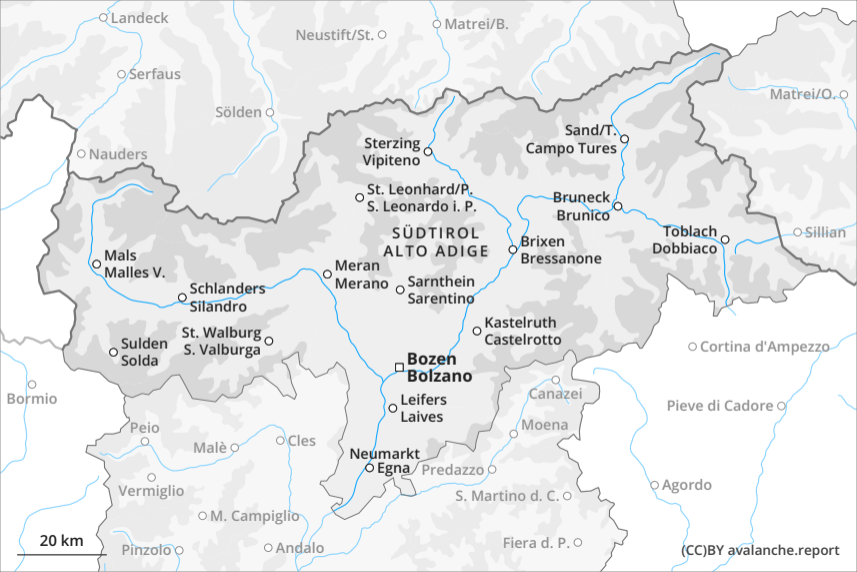 Landeck
Matrei/B.
Neustift/St.
Serfaus
Matrei/O.
Sölden
Sand/T.
Campo Tures
Sterzing
Vipiteno
Nauders
St. Leonhard/P.
S. Leonardo i. P.
Bruneck
Brunico
SÜDTIROL
ALTO ADIGE
Toblach
Dobbiaco
Sillian
Brixen
Bressanone
Mals
Malles V.
Meran
Merano
Sarnthein
Sarentino
Schlanders
Silandro
Kastelruth
Castelrotto
St. Walburg
S. Valburga
Sulden
Solda
Cortina d'Ampezzo
Bozen
Bolzano
Bormio
Canazei
Leifers
Laives
Pieve di Cadore
Peio
Moena
Cles
Malè
Neumarkt
Egna
Predazzo
Vermiglio
Agordo
S. Martino d. C.
M. Campiglio
20 km
Pinzolo
Andalo
Fiera d. P.
(CC)BY avalanche.report